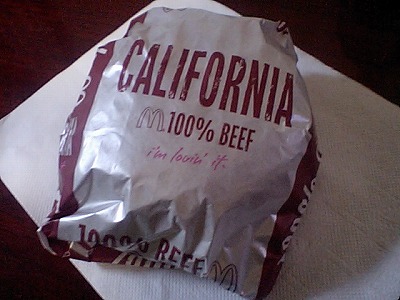 CALIFORNIA
100% BEEF
i'm lovin' it.
100% BEEF